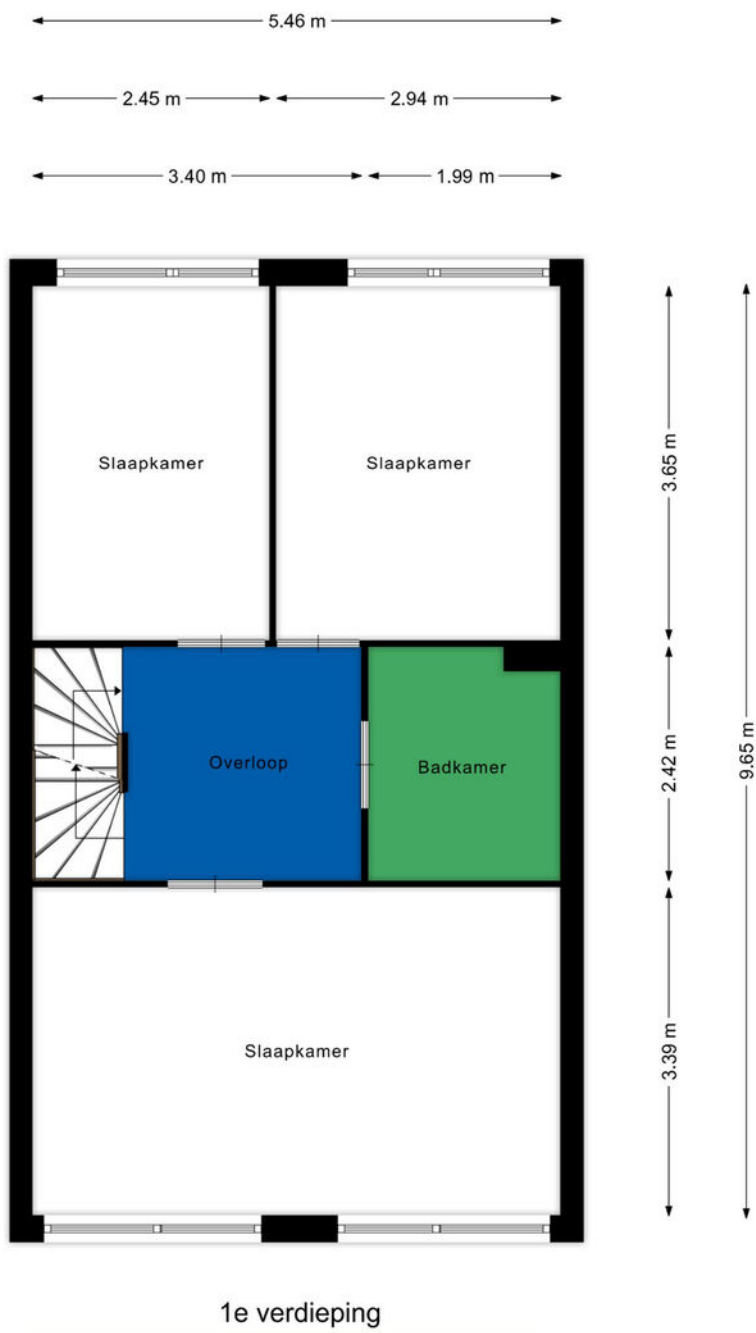 5.46 m
2.45 m
2.94 m
3.40 m
1.99 m
Slaapkamer
Slaapkamer
3.65 m
Overloop
Badkamer
2.42 m
9.65 m
Slaapkamer
3.39 m
1e verdieping